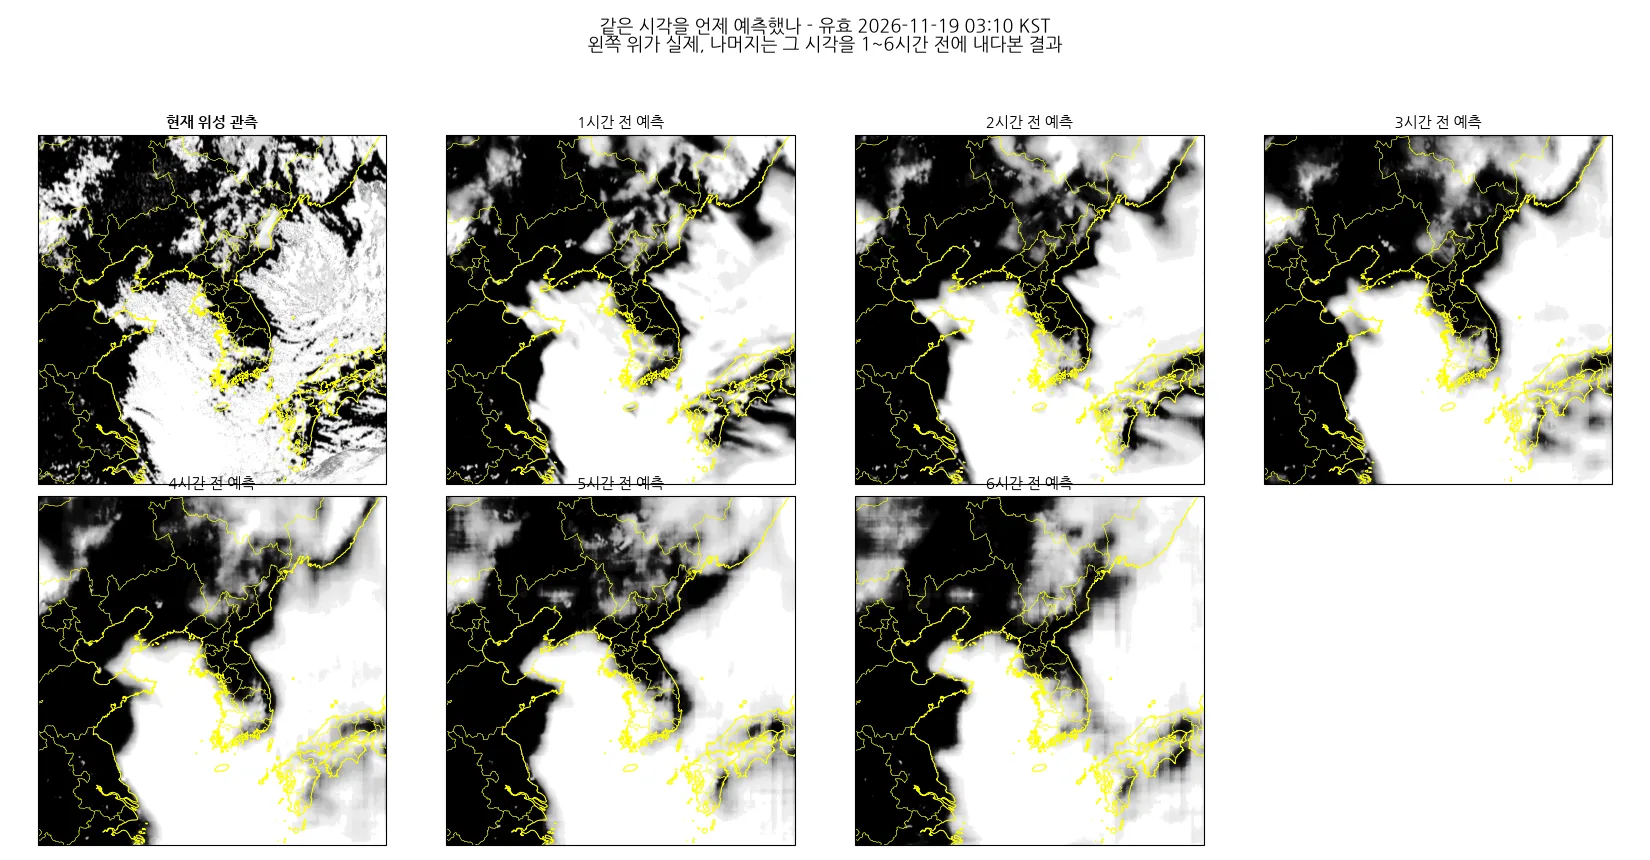 같은 시각을 언제 예측했나 - 유효 2026-11-19 03:10 KST
왼쪽 위가 실제, 나머지는 그 시각을 1~6시간 전에 내다본 결과
현재 위성 관측
1시간 전 예측
2시간 전 예측
3시간 전 예측
4시간 전 예측
5시간 전 예측
6시간 전 예측